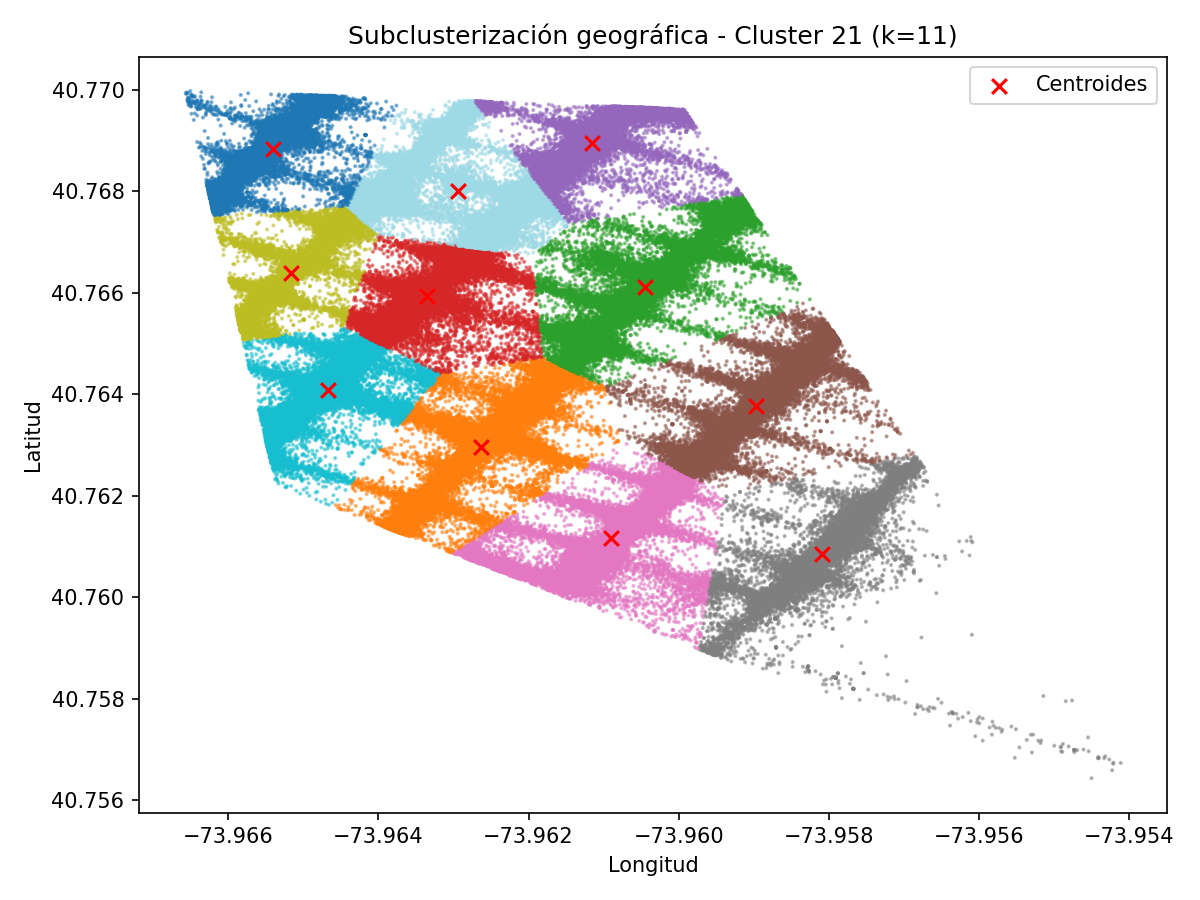 Subclusterización geográfica - Cluster 21 (k=11)
Centroides
40.770
40.768
40.766
40.764
40.762
40.760
40.758
40.756
Latitud
−73.966 −73.964 −73.962 −73.960 −73.958 −73.956 −73.954
Longitud